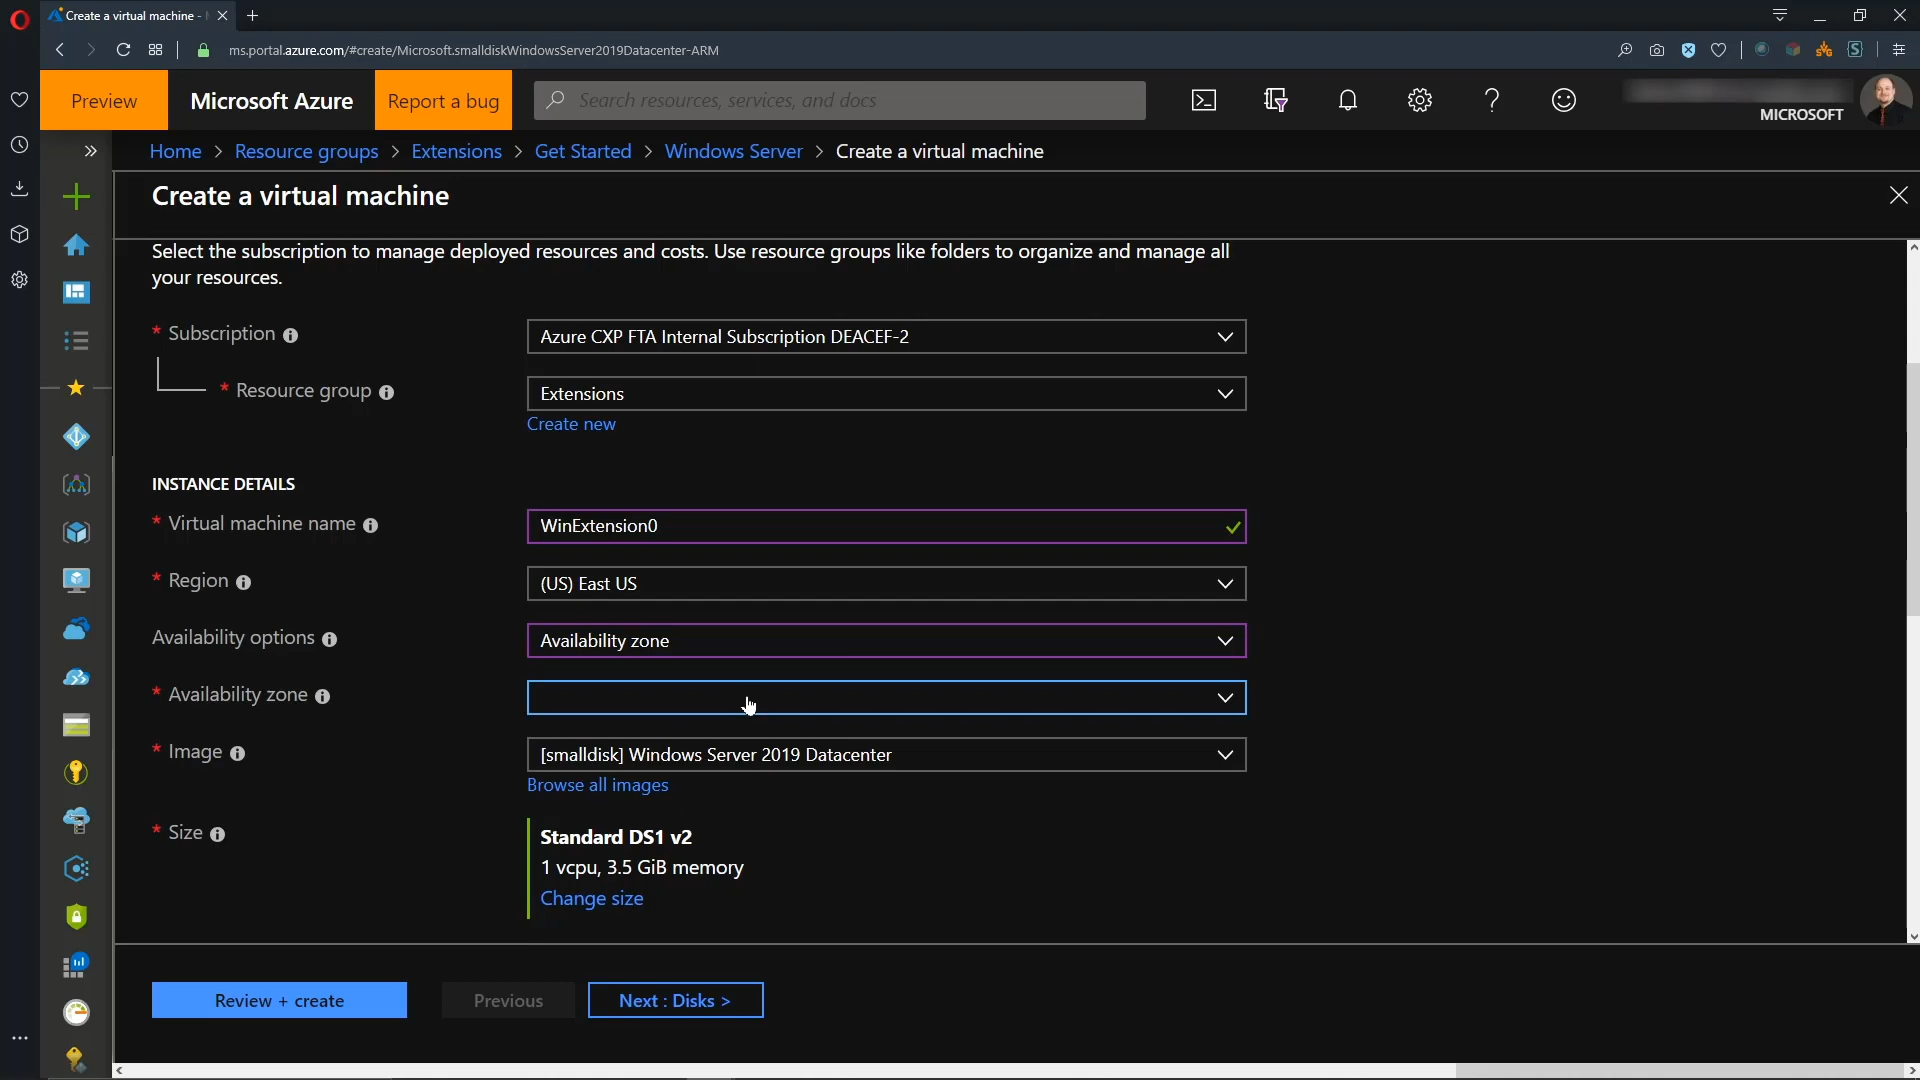 Create a virtual machine -
ms.portal.azure.com/#create/Microsoft.smalldiskWindowsServer2019Datacenter-ARM
Preview
Microsoft Azure
Report a bug
Search resources, services, and docs
MICROSOFT
Home > Resource groups > Extensions > Get Started > Windows Server > Create a virtual machine
Create a virtual machine
Select the subscription to manage deployed resources and costs. Use resource groups like folders to organize and manage all
your resources.
* Subscription
Azure CXP FTA Internal Subscription DEACEF-2
* Resource group
Extensions
Create new
INSTANCE DETAILS
* Virtual machine name
WinExtension0
* Region
(US) East US
Availability options
Availability zone
* Availability zone
* Image
[smalldisk] Windows Server 2019 Datacenter
Browse all images
* Size
Standard DS1 v2
1 vcpu, 3.5 GiB memory
Change size
Review + create
Previous
Next : Disks >